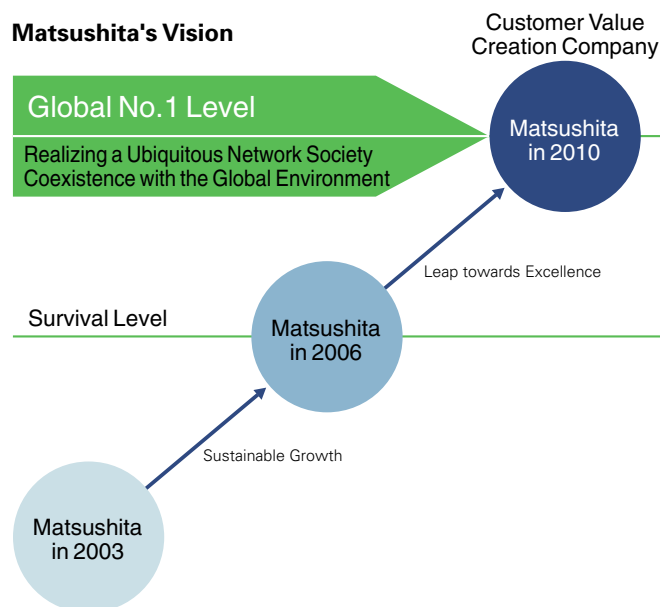 Matsushita's Vision
Customer Value
Creation Company
Global No.1 Level
Realizing a Ubiquitous Network Society
Coexistence with the Global Environment
Matsushita
in 2010
Leap towards Excellence
Survival Level
Matsushita
in 2006
Sustainable Growth
Matsushita
in 2003